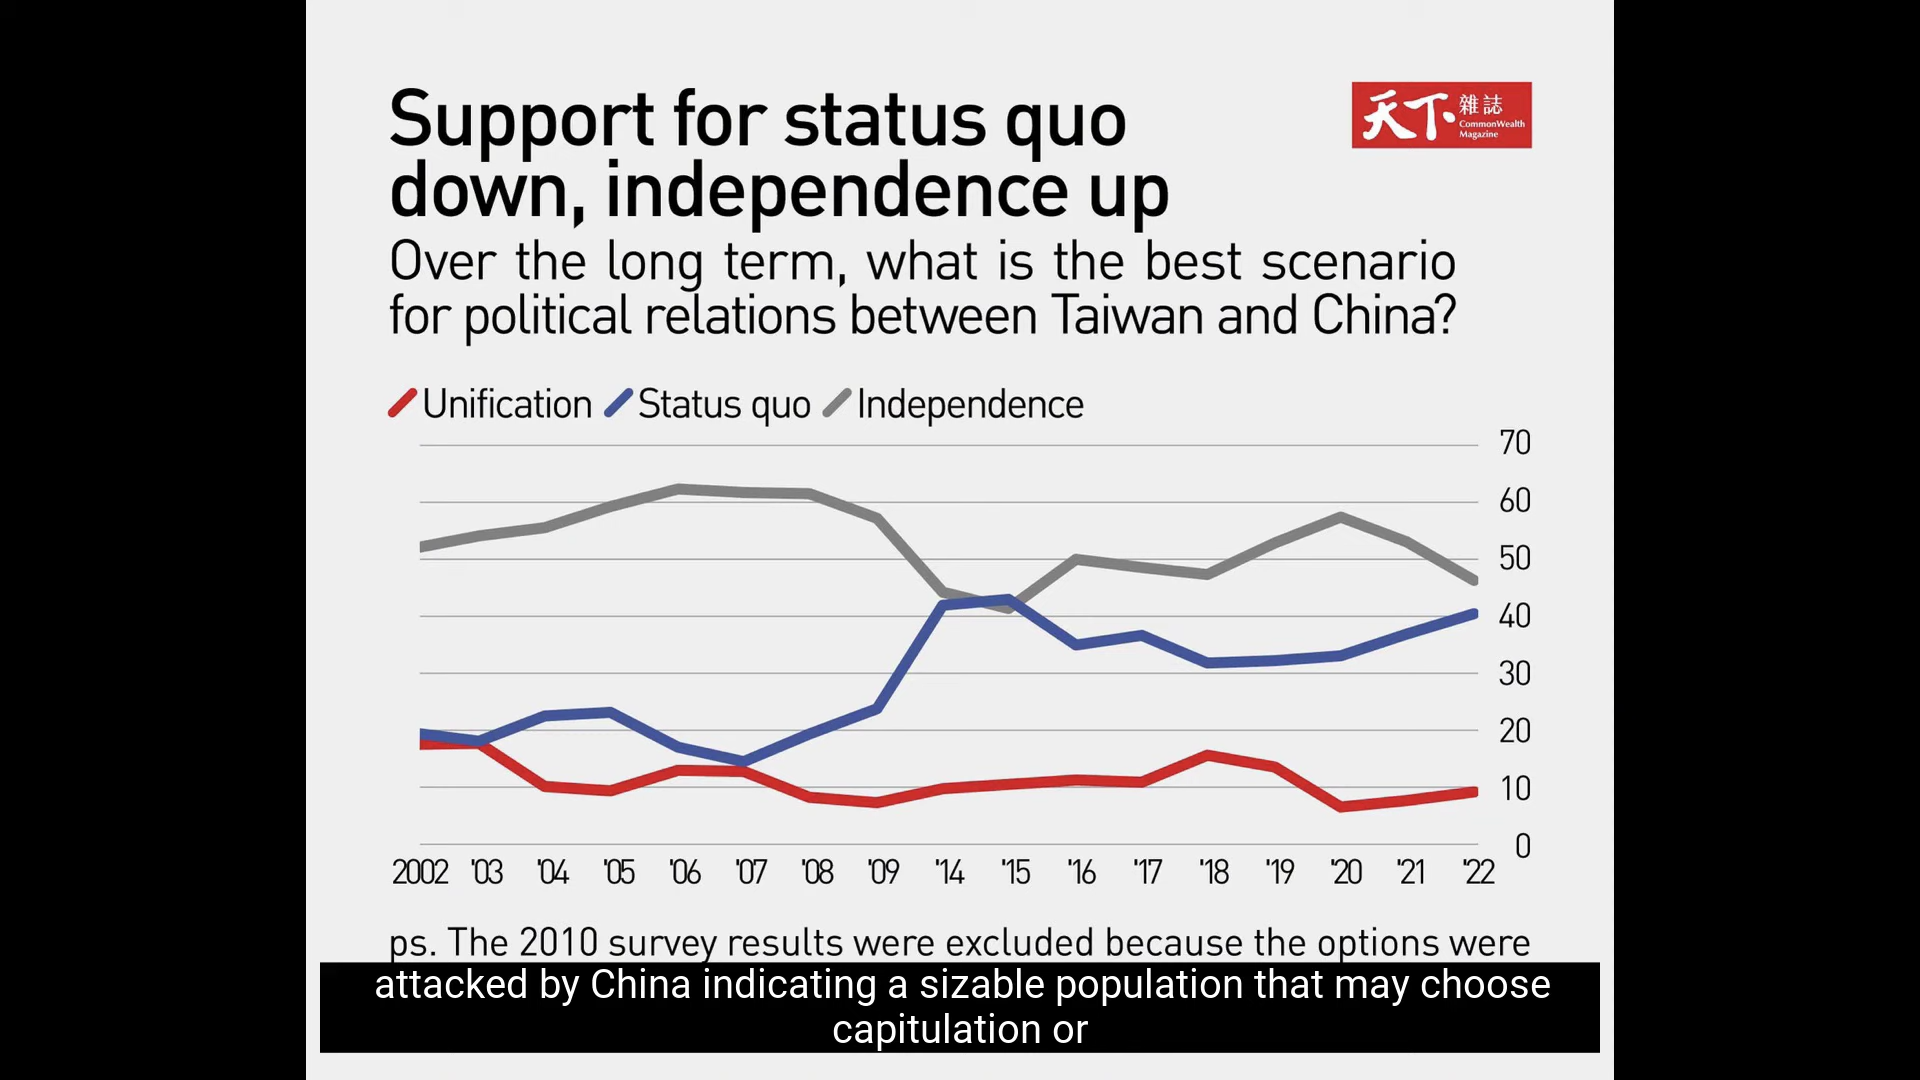 Support for status quo
down, independence up
天下雜誌
CommonWealth
Magazine
Over the long term, what is the best scenario
for political relations between Taiwan and China?
Unification Status quo Independence
70
60
50
40
30
20
10
0
2002 '03 '04 '05 '06 '07 '08 '09 '14 '15 '16 '17 '18 '19 '20 '21 '22
ps. The 2010 survey results were excluded because the options were
attacked by China indicating a sizable population that may choose
capitulation or